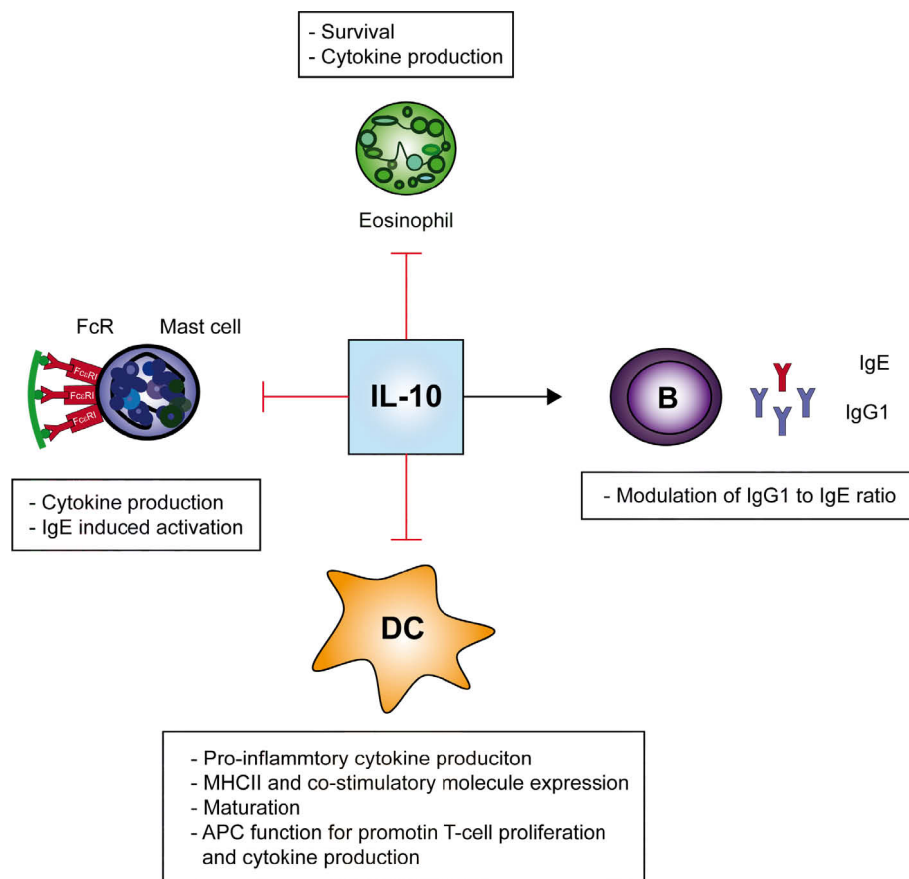 - Survival
- Cytokine production
Eosinophil
FcR
Mast cell
FcεRI
FcεRI
FcεRI
IL-10
B
IgE
IgG1
- Cytokine production
- IgE induced activation
- Modulation of IgG1 to IgE ratio
DC
- Pro-inflammtory cytokine produciton
- MHCII and co-stimulatory molecule expression
- Maturation
- APC function for promotin T-cell proliferation
and cytokine production